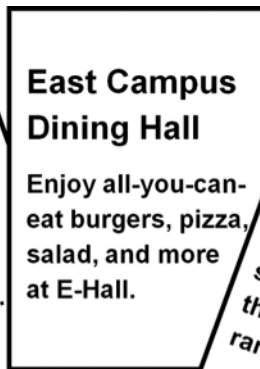 East Campus
Dining Hall
Enjoy all-you-can-
eat burgers, pizza,
salad, and more
at E-Hall.